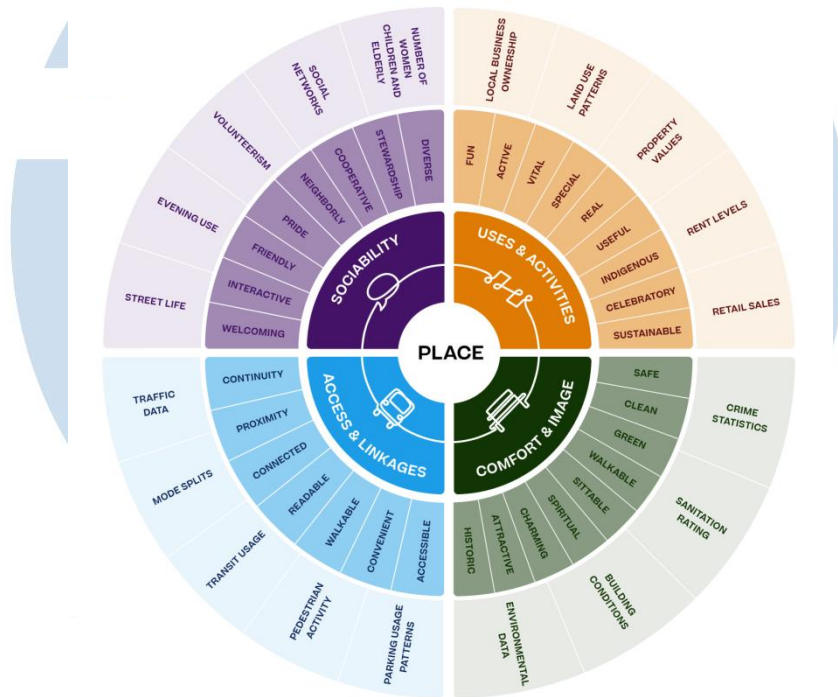 PLACE
SOCIABILITY
USES & ACTIVITIES
ACCESS & LINKAGES
COMFORT & IMAGE
WELCOMING
INTERACTIVE
FRIENDLY
PRIDE
NEIGHBORLY
COOPERATIVE
STEWARDSHIP
DIVERSE
STREET LIFE
EVENING USE
VOLUNTEERISM
SOCIAL
NETWORKS
NUMBER OF
WOMEN
CHILDREN AND
ELDERLY
FUN
ACTIVE
VITAL
SPECIAL
REAL
USEFUL
INDIGENOUS
CELEBRATORY
SUSTAINABLE
LOCAL BUSINESS
OWNERSHIP
LAND USE
PATTERNS
PROPERTY
VALUES
RENT LEVELS
RETAIL SALES
SAFE
CLEAN
GREEN
WALKABLE
SITTABLE
SPIRITUAL
CHARMING
ATTRACTIVE
HISTORIC
CRIME
STATISTICS
SANITATION
RATING
BUILDING
CONDITIONS
ENVIRONMENTAL
DATA
CONTINUITY
PROXIMITY
CONNECTED
READABLE
WALKABLE
CONVENIENT
ACCESSIBLE
TRAFFIC
DATA
MODE SPLITS
TRANSIT USAGE
PEDESTRIAN
ACTIVITY
PARKING USAGE
PATTERNS